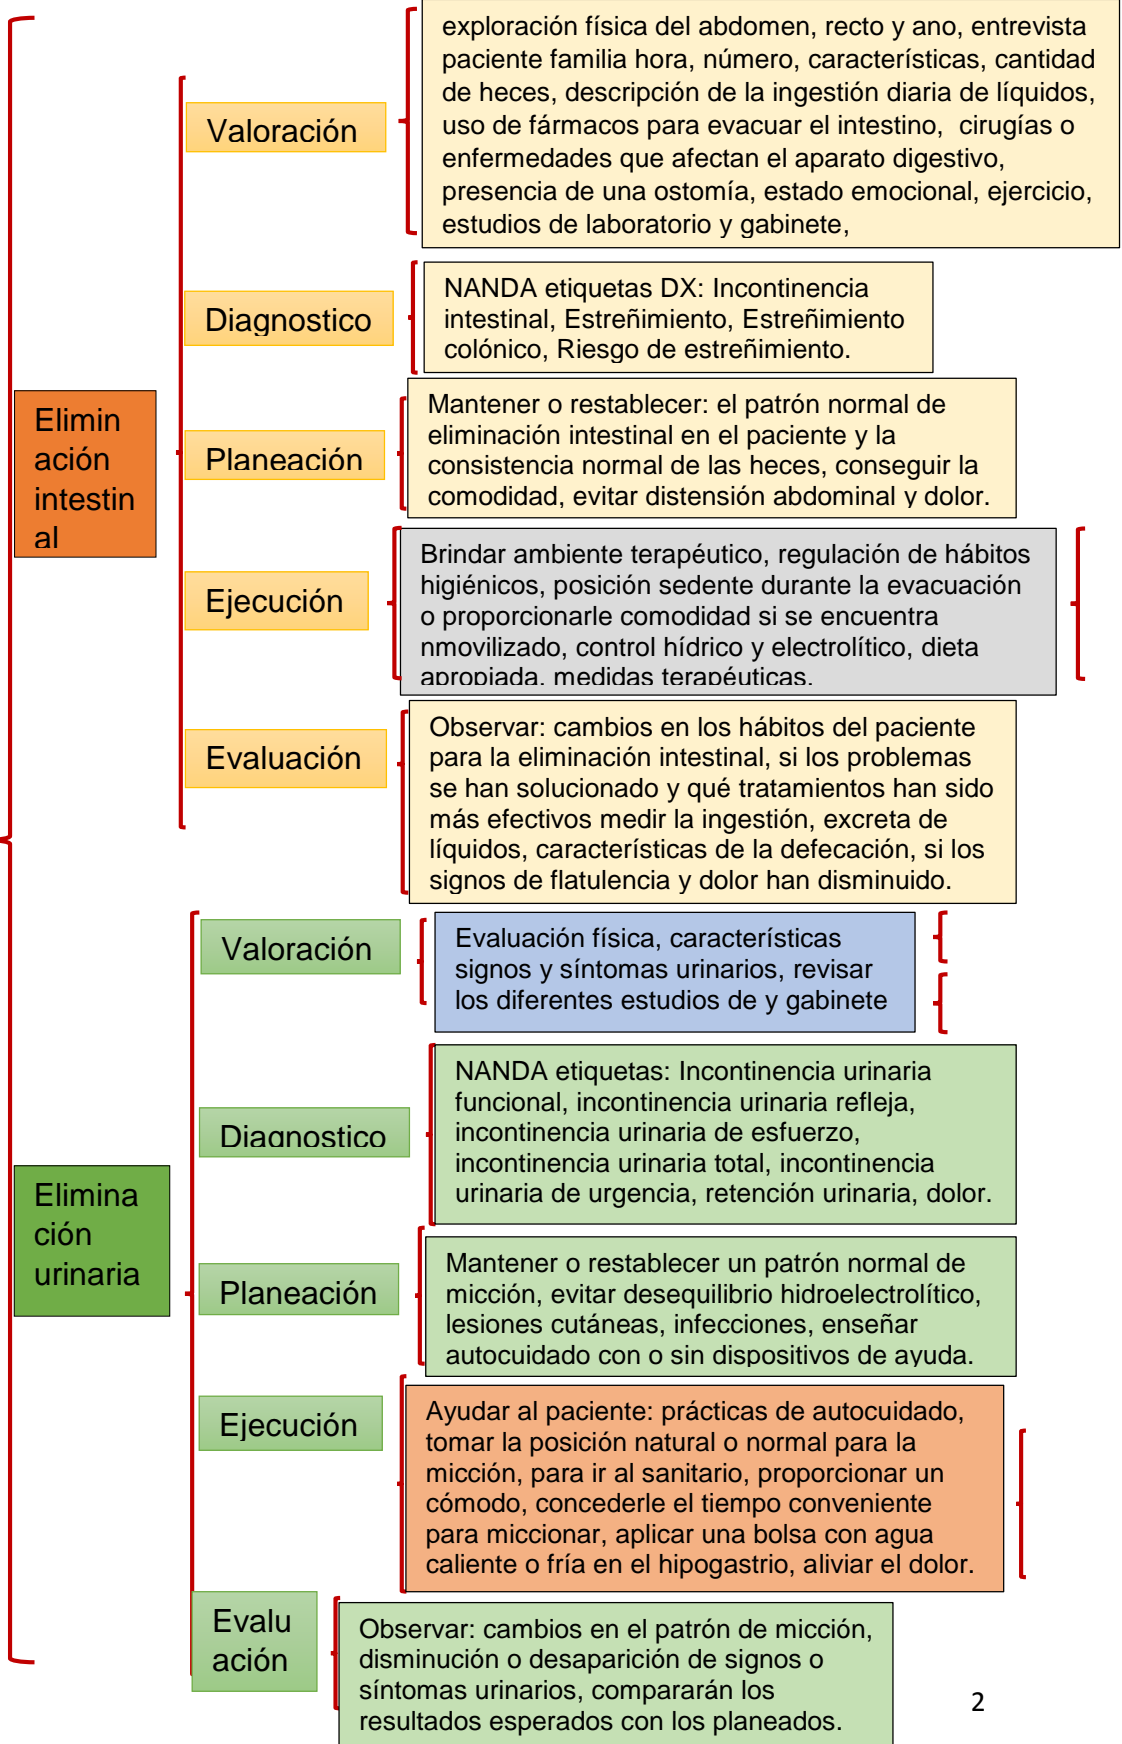 exploración física del abdomen, recto y ano, entrevista
paciente familia hora, número, características, cantidad
de heces, descripción de la ingestión diaria de líquidos,
uso de fármacos para evacuar el intestino, cirugías o
enfermedades que afectan el aparato digestivo,
presencia de una ostomía, estado emocional, ejercicio,
estudios de laboratorio y gabinete,
Valoración
NANDA etiquetas DX: Incontinencia
intestinal, Estreñimiento, Estreñimiento
colónico, Riesgo de estreñimiento.
Diagnostico
Elimin
ación
intestin
al
Mantener o restablecer: el patrón normal de
eliminación intestinal en el paciente y la
consistencia normal de las heces, conseguir la
comodidad, evitar distensión abdominal y dolor.
Planeación
Brindar ambiente terapéutico, regulación de hábitos
higiénicos, posición sedente durante la evacuación
o proporcionarle comodidad si se encuentra
nmovilizado, control hídrico y electrolítico, dieta
apropiada, medidas terapéuticas.
Ejecución
Observar: cambios en los hábitos del paciente
para la eliminación intestinal, si los problemas
se han solucionado y qué tratamientos han sido
más efectivos medir la ingestión, excreta de
líquidos, características de la defecación, si los
signos de flatulencia y dolor han disminuido.
Evaluación
Valoración
Evaluación física, características
signos y síntomas urinarios, revisar
los diferentes estudios de y gabinete
NANDA etiquetas: Incontinencia urinaria
funcional, incontinencia urinaria refleja,
incontinencia urinaria de esfuerzo,
incontinencia urinaria total, incontinencia
urinaria de urgencia, retención urinaria, dolor.
Diagnostico
Elimina
ción
urinaria
Mantener o restablecer un patrón normal de
micción, evitar desequilibrio hidroelectrolítico,
lesiones cutáneas, infecciones, enseñar
autocuidado con o sin dispositivos de ayuda.
Planeación
Ayudar al paciente: prácticas de autocuidado,
tomar la posición natural o normal para la
micción, para ir al sanitario, proporcionar un
cómodo, concederle el tiempo conveniente
para miccionar, aplicar una bolsa con agua
caliente o fría en el hipogastrio, aliviar el dolor.
Ejecución
Evalu
ación
Observar: cambios en el patrón de micción,
disminución o desaparición de signos o
síntomas urinarios, compararán los
resultados esperados con los planeados.
2